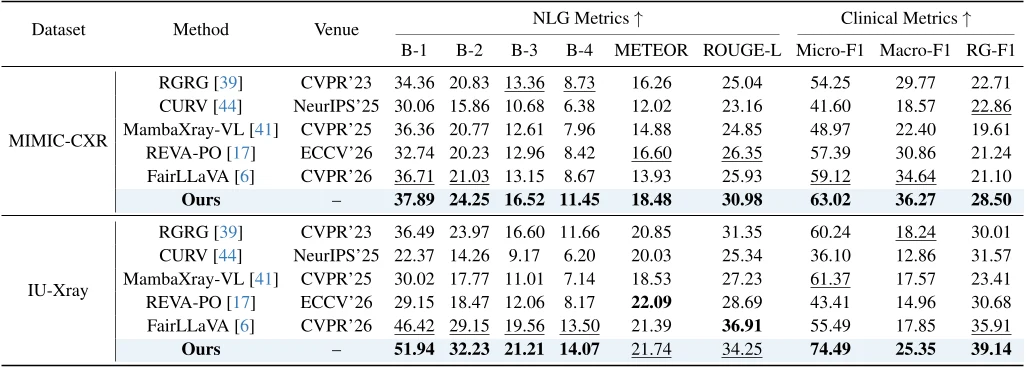 Dataset Method Venue NLG Metrics ↑ Clinical Metrics ↑
B-1 B-2 B-3 B-4 METEOR ROUGE-L Micro-F1 Macro-F1 RG-F1
MIMIC-CXR
RGRG [39] CVPR'23 34.36 20.83 13.36 8.73 16.26 25.04 54.25 29.77 22.71
CURV [44] NeurIPS'25 30.06 15.86 10.68 6.38 12.02 23.16 41.60 18.57 22.86
MambaXray-VL [41] CVPR'25 36.36 20.77 12.61 7.96 14.88 24.85 48.97 22.40 19.61
REVA-PO [17] ECCV'26 32.74 20.23 12.96 8.42 16.60 26.35 57.39 30.86 21.24
FairLLaVA [6] CVPR'26 36.71 21.03 13.15 8.67 13.93 25.93 59.12 34.64 21.10
Ours – 37.89 24.25 16.52 11.45 18.48 30.98 63.02 36.27 28.50
IU-Xray
RGRG [39] CVPR'23 36.49 23.97 16.60 11.66 20.85 31.35 60.24 18.24 30.01
CURV [44] NeurIPS'25 22.37 14.26 9.17 6.20 20.03 25.34 36.10 12.86 31.57
MambaXray-VL [41] CVPR'25 30.02 17.77 11.01 7.14 18.53 27.23 61.37 17.57 23.41
REVA-PO [17] ECCV'26 29.15 18.47 12.06 8.17 22.09 28.69 43.41 14.96 30.68
FairLLaVA [6] CVPR'26 46.42 29.15 19.56 13.50 21.39 36.91 55.49 17.85 35.91
Ours – 51.94 32.23 21.21 14.07 21.74 34.25 74.49 25.35 39.14